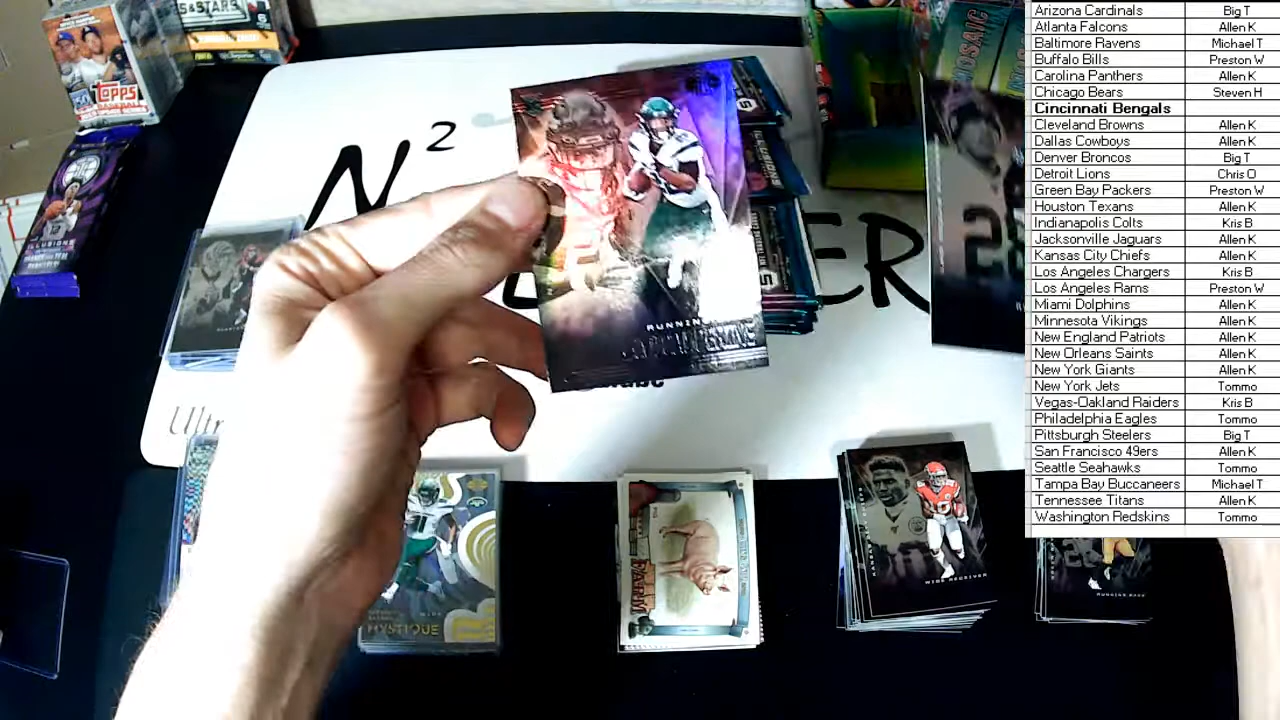 Arizona Cardinals Big T
Atlanta Falcons Allen K
Baltimore Ravens Michael T
Buffalo Bills Preston W
Carolina Panthers Allen K
Chicago Bears Steven H
Cincinnati Bengals
Cleveland Browns Allen K
Dallas Cowboys Allen K
Denver Broncos Big T
Detroit Lions Chris O
Green Bay Packers Preston W
Houston Texans Allen K
Indianapolis Colts Kris B
Jacksonville Jaguars Allen K
Kansas City Chiefs Allen K
Los Angeles Chargers Kris B
Los Angeles Rams Preston W
Miami Dolphins Allen K
Minnesota Vikings Allen K
New England Patriots Allen K
New Orleans Saints Allen K
New York Giants Allen K
New York Jets Tommo
Vegas-Oakland Raiders Kris B
Philadelphia Eagles Tommo
Pittsburgh Steelers Big T
San Francisco 49ers Allen K
Seattle Seahawks Tommo
Tampa Bay Buccaneers Michael T
Tennessee Titans Allen K
Washington Redskins Tommo
& STARS
TOPPS
BASEBALL
MOSAIC
N²
ER
ILLUSIONS
RUNNING
MYSTIQUE
FARM
WIDE RECEIVER
RUNNING BACK